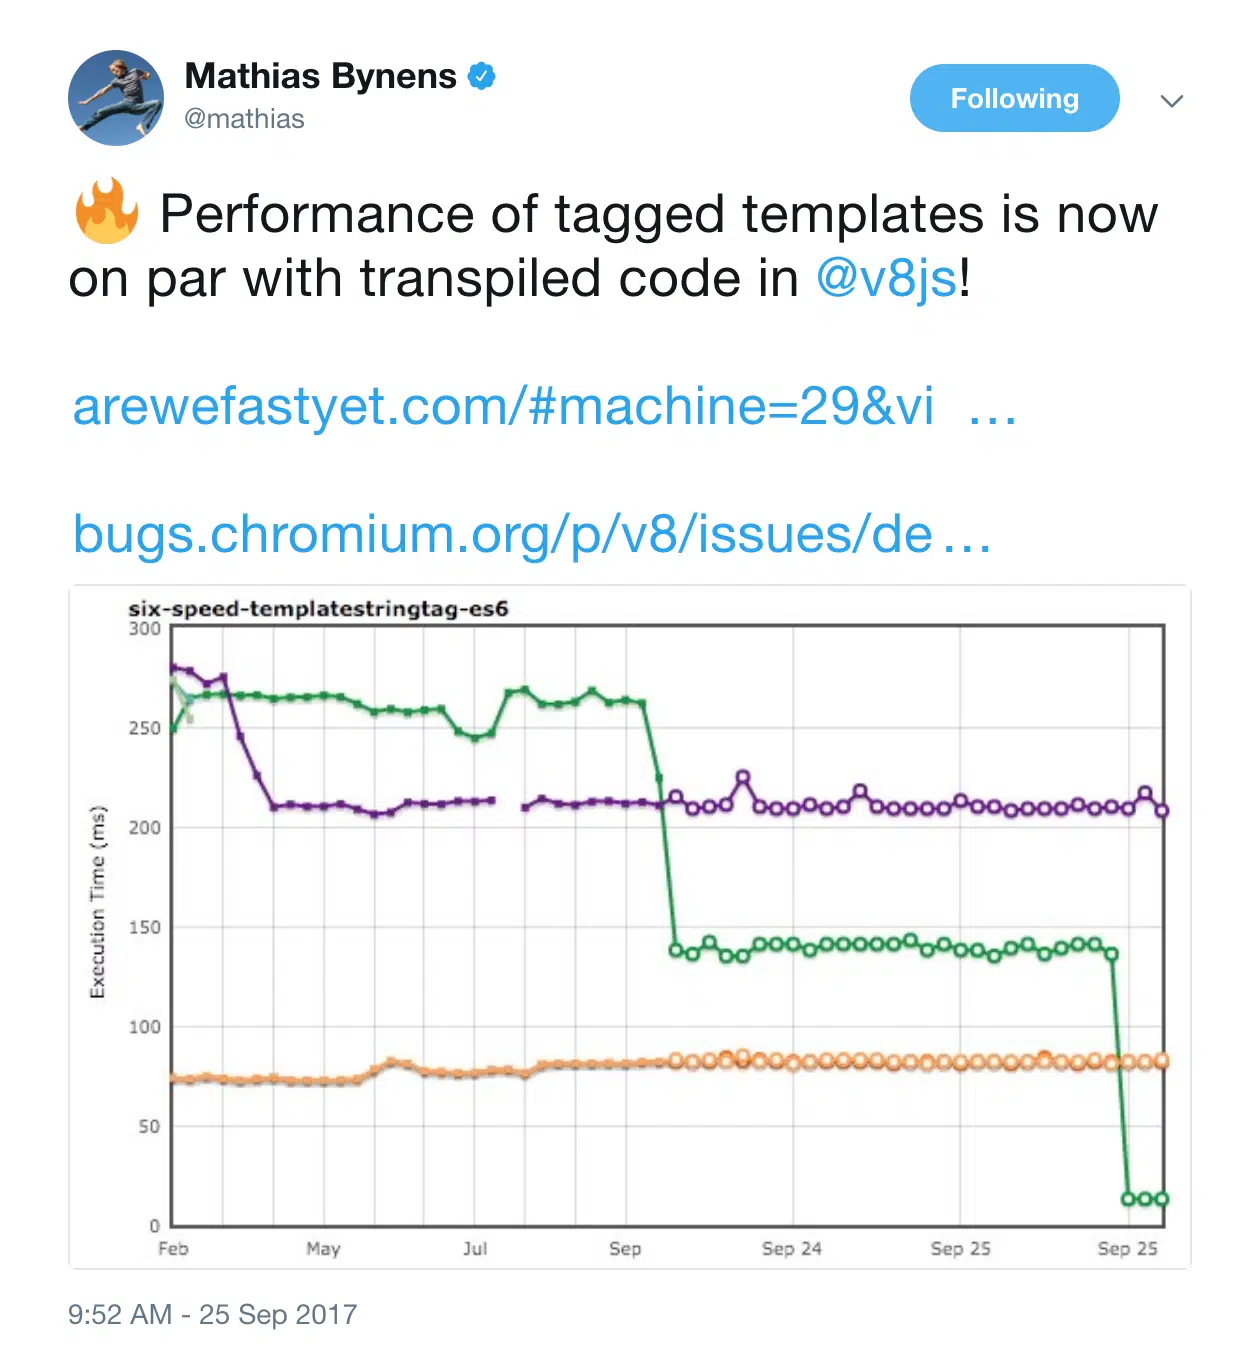 Mathias Bynens
@mathias
Following
🔥 Performance of tagged templates is now
on par with transpiled code in @v8js!
arewefastyet.com/#machine=29&vi …
bugs.chromium.org/p/v8/issues/de…
six-speed-templatestringtag-es6
300
250
200
150
100
50
0
Execution Time (ms)
Feb May Jul Sep Sep 24 Sep 25 Sep 25
9:52 AM - 25 Sep 2017